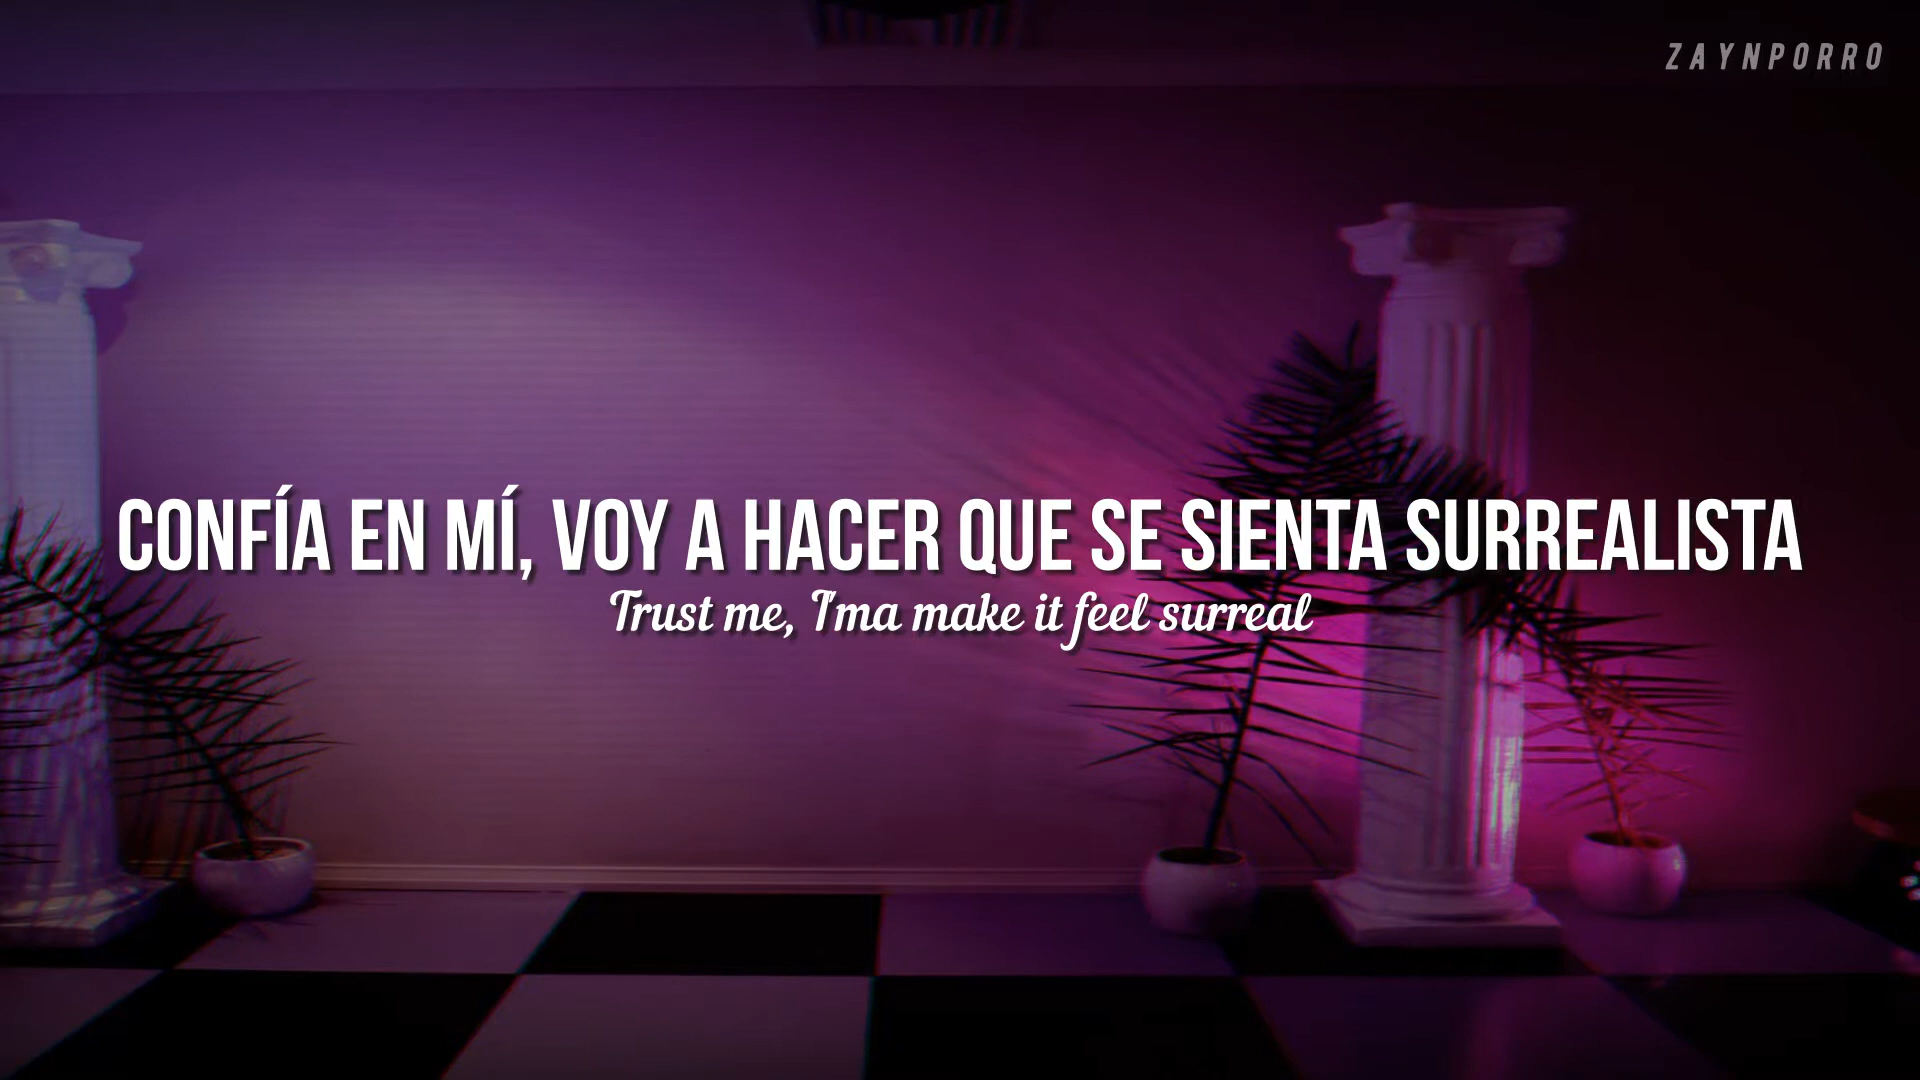 ZAYNPORRO
CONFÍA EN MÍ, VOY A HACER QUE SE SIENTA SURREALISTA
Trust me, I'ma make it feel surreal